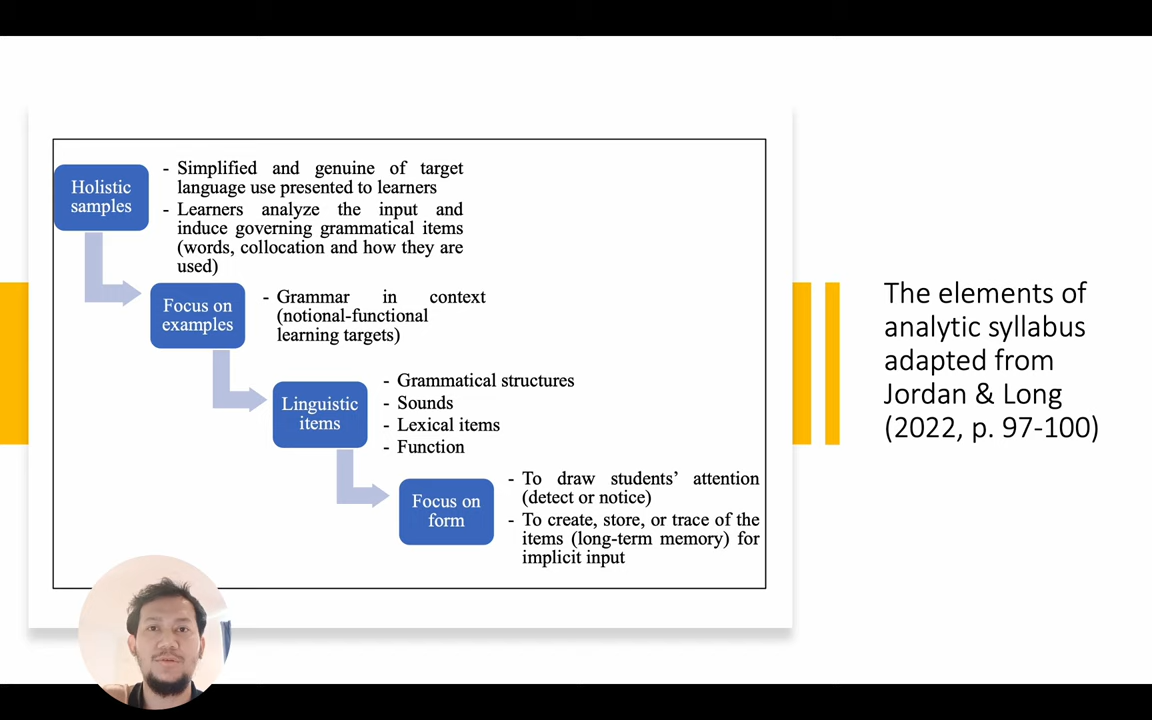 Holistic
samples
- Simplified and genuine of target
language use presented to learners
- Learners analyze the input and
induce governing grammatical items
(words, collocation and how they are
used)
Focus on
examples
- Grammar in context
(notional-functional
learning targets)
Linguistic
items
- Grammatical structures
- Sounds
- Lexical items
- Function
Focus on
form
- To draw students’ attention
(detect or notice)
- To create, store, or trace of the
items (long-term memory) for
implicit input
The elements of
analytic syllabus
adapted from
Jordan & Long
(2022, p. 97-100)